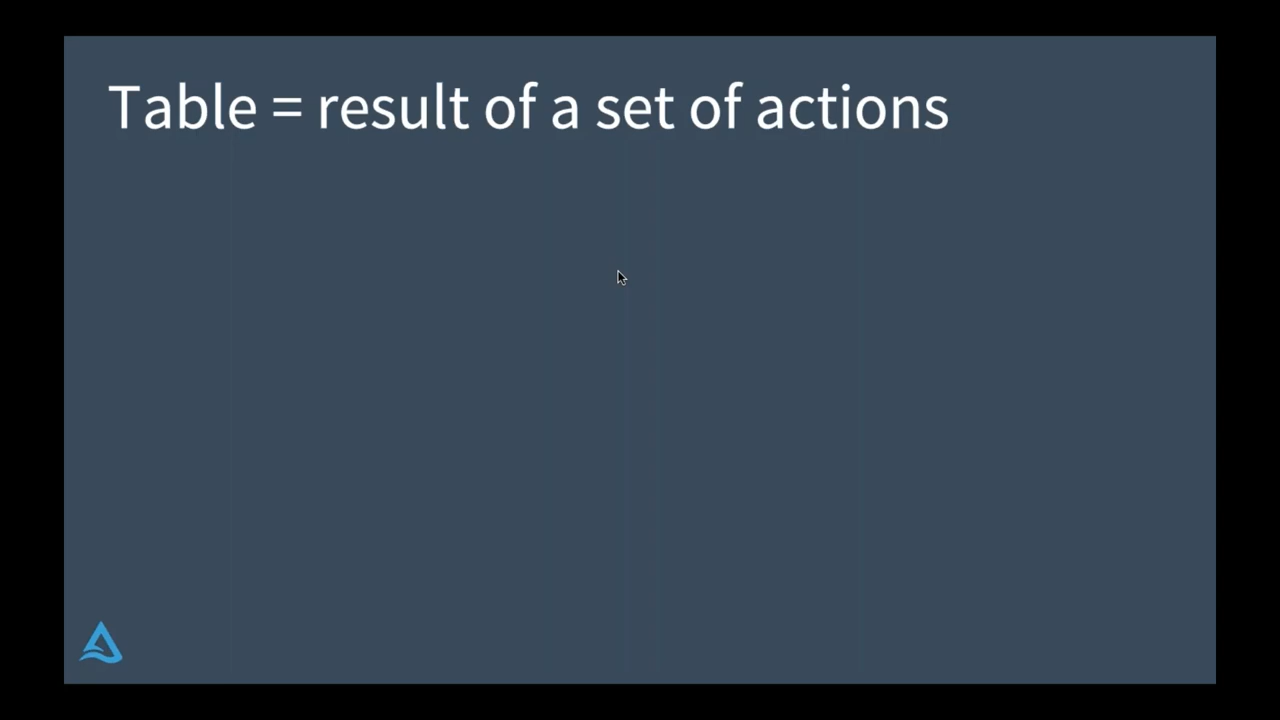 Table = result of a set of actions